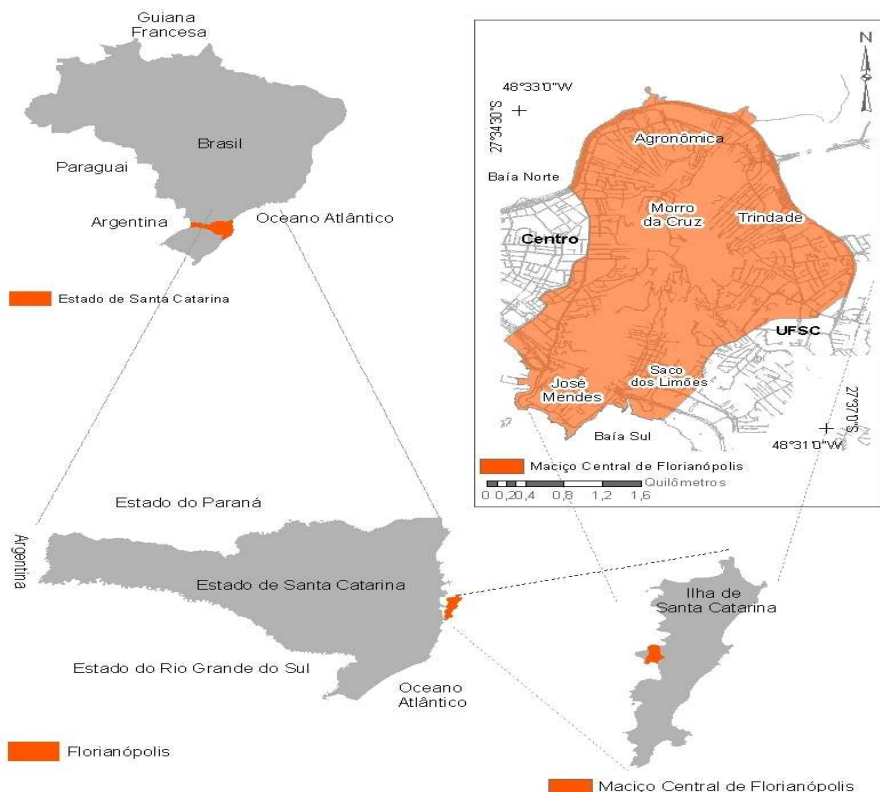 Guiana
Francesa
Brasil
Paraguai
Argentina
Oceano Atlântico
Estado de Santa Catarina
N
48°33'0"W
27°34'30"S
Agronômica
Baía Norte
Morro
da Cruz
Trindade
Centro
UFSC
Saco
dos Limões
José
Mendes
Baía Sul
27°37'0"S
48°31'0"W
Maciço Central de Florianópolis
Quilômetros
0 0,20,4 0,8 1,2 1,6
Estado do Paraná
Argentina
Estado de Santa Catarina
Estado do Rio Grande do Sul
Oceano
Atlântico
Florianópolis
Ilha de
Santa Catarina
Maciço Central de Florianópolis